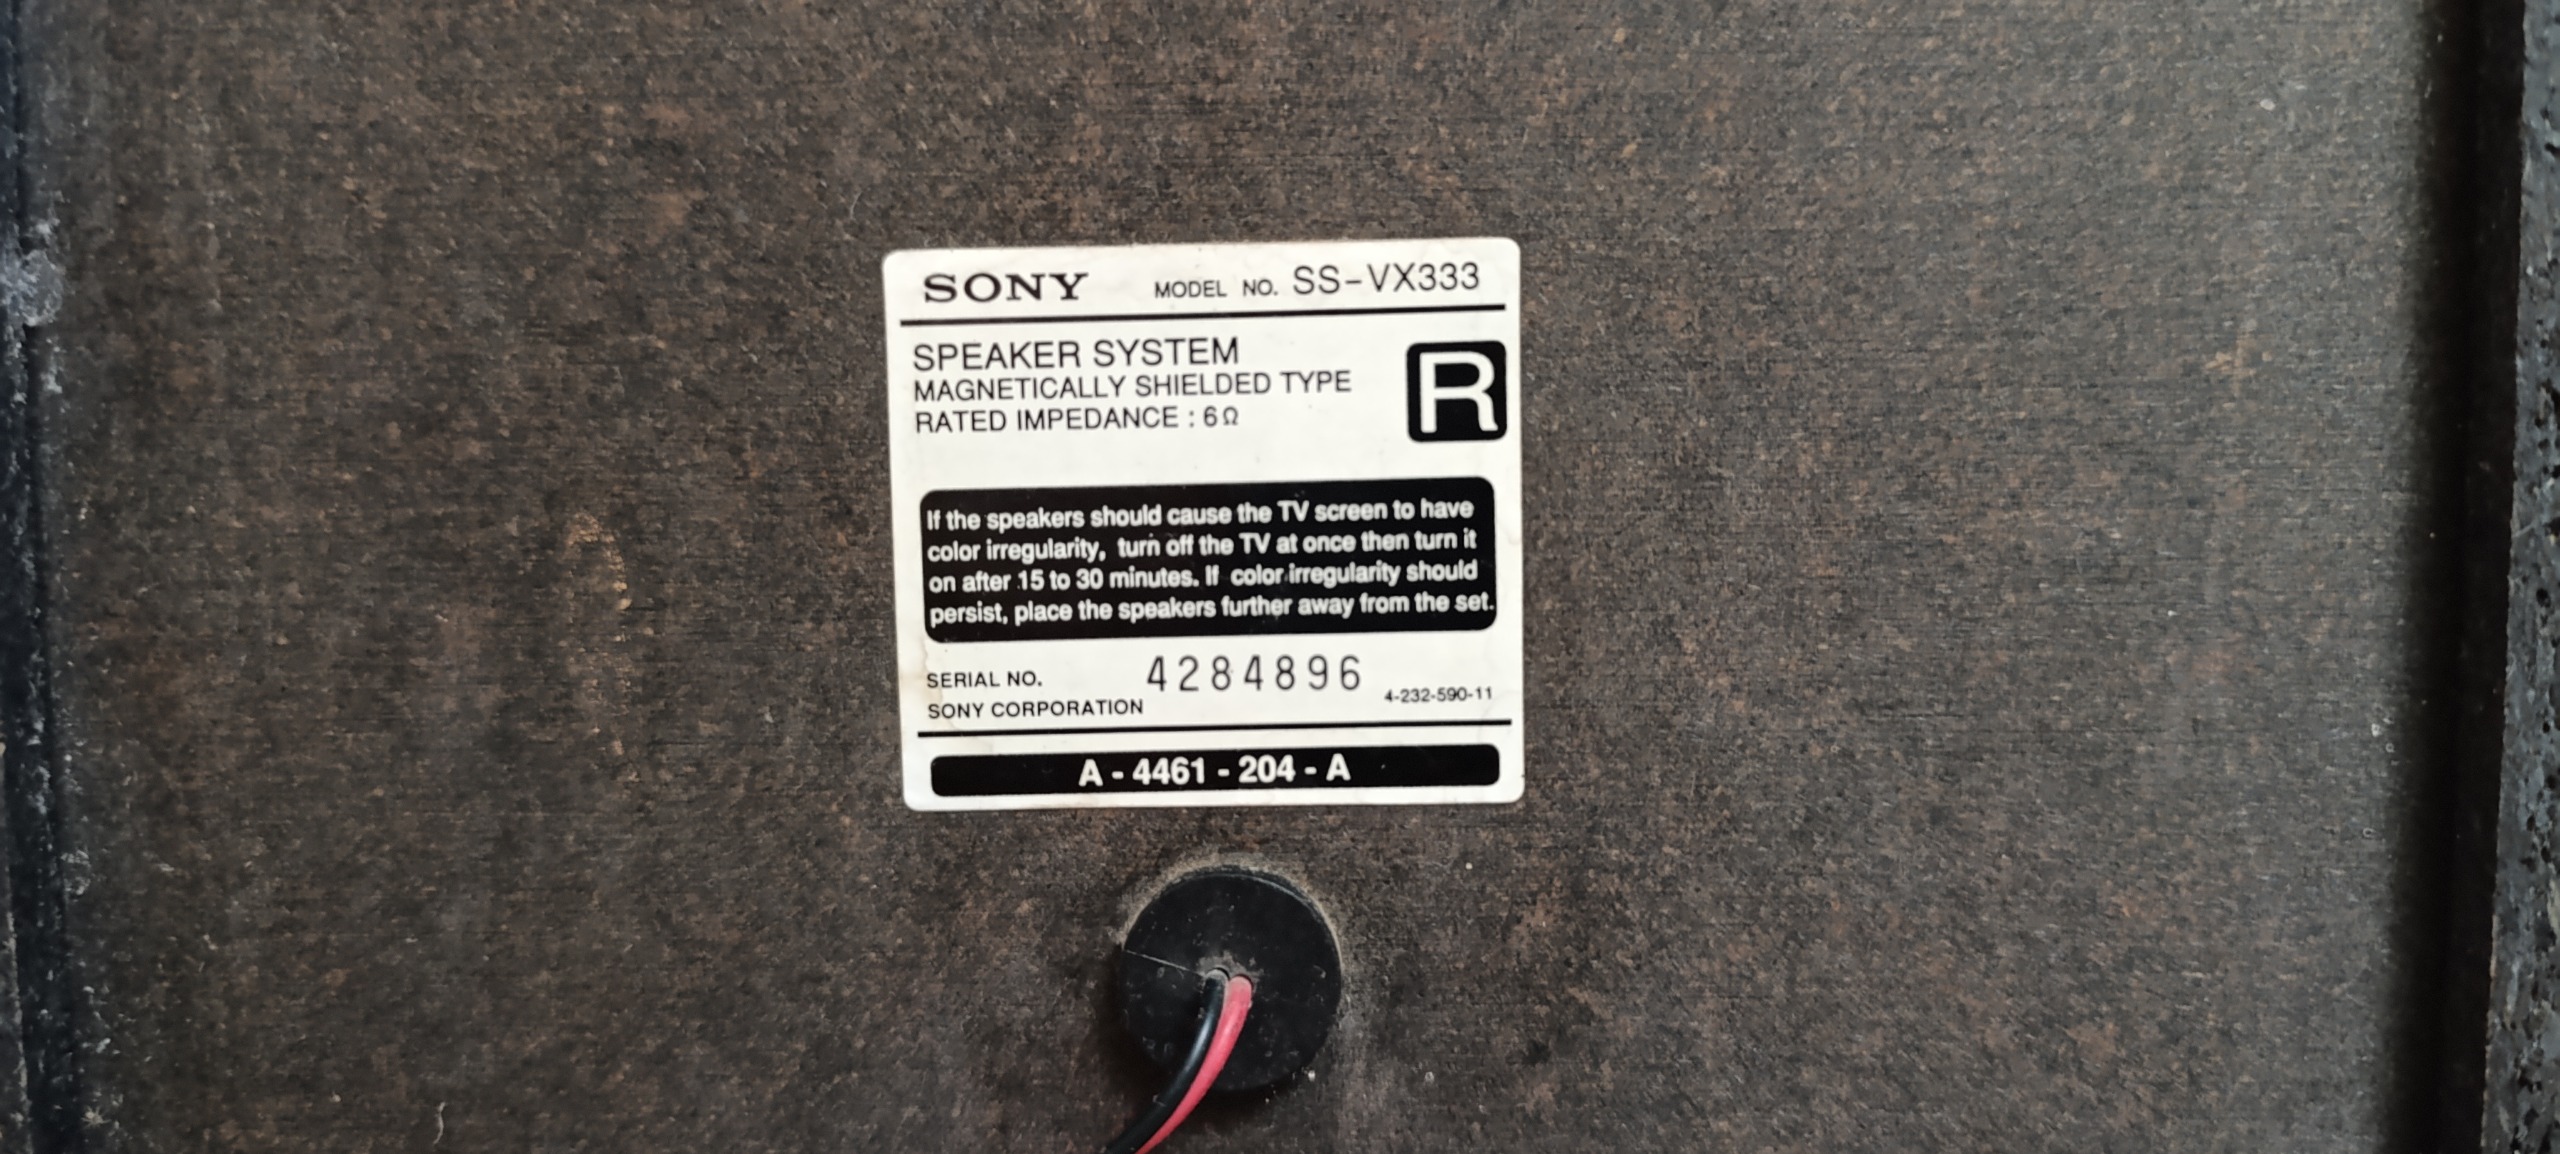 SONY MODEL NO. SS-VX333
SPEAKER SYSTEM
MAGNETICALLY SHIELDED TYPE
RATED IMPEDANCE : 6Ω
R
If the speakers should cause the TV screen to have
color irregularity, turn off the TV at once then turn it
on after 15 to 30 minutes. If color irregularity should
persist, place the speakers further away from the set.
SERIAL NO. 4284896
SONY CORPORATION 4-232-590-11
A - 4461 - 204 - A